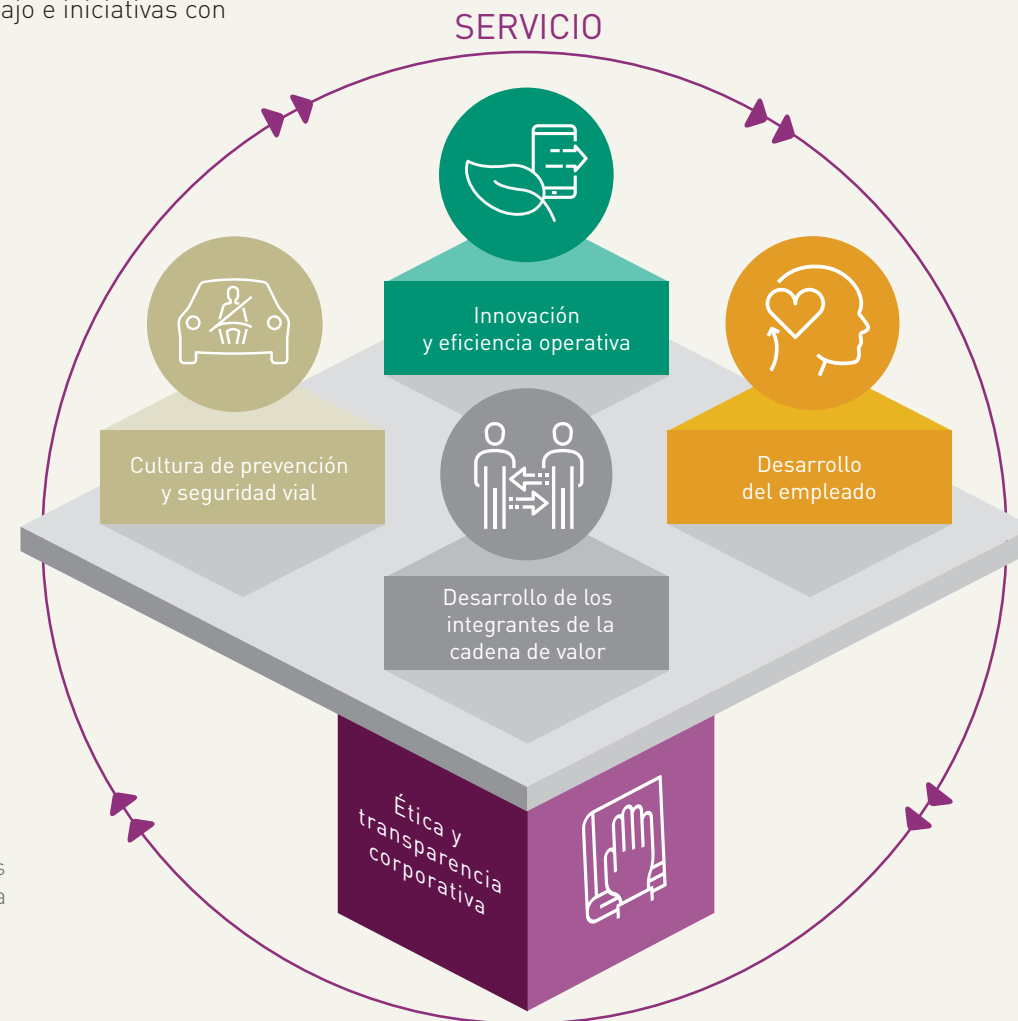 ajo e iniciativas con
SERVICIO
Innovación
y eficiencia operativa
Cultura de prevención
y seguridad vial
Desarrollo
del empleado
Desarrollo de los
integrantes de la
cadena de valor
Ética y
transparencia
corporativa
s
a